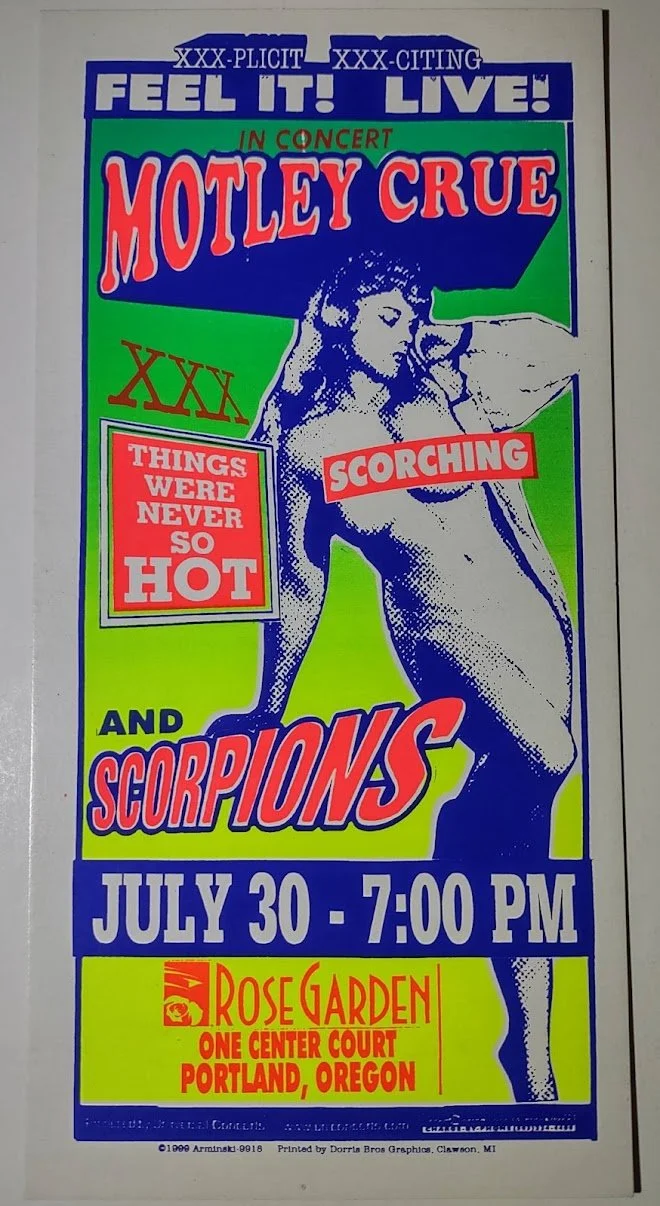 XXX-PLICIT XXX-CITING
FEEL IT! LIVE!
IN CONCERT
MOTLEY CRUE
XXX
THINGS
WERE
NEVER
SO
HOT
SCORCHING
AND
SCORPIONS
JULY 30 - 7:00 PM
ROSE GARDEN
ONE CENTER COURT
PORTLAND, OREGON
©1999 Arminski-9918 Printed by Dorris Bros Graphics, Clawson, MI